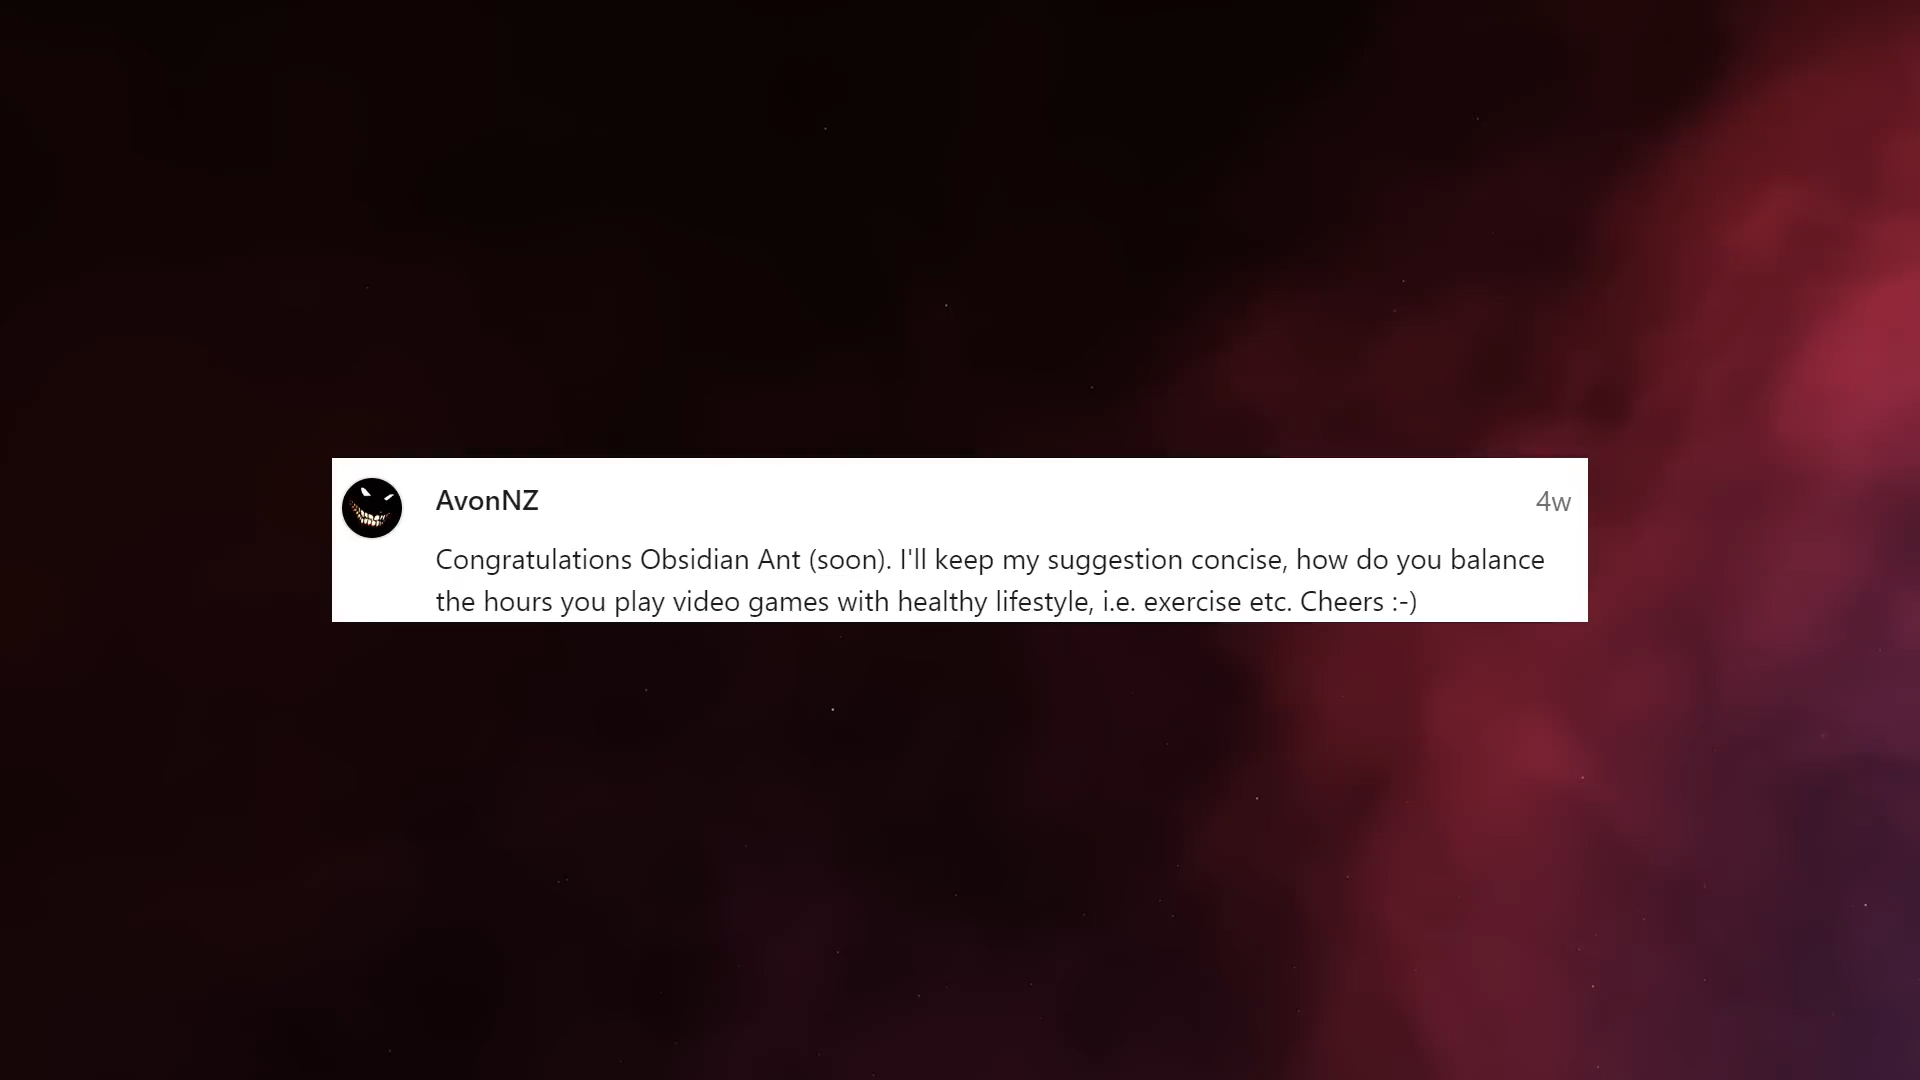 AvonNZ
4w
Congratulations Obsidian Ant (soon). I'll keep my suggestion concise, how do you balance
the hours you play video games with healthy lifestyle, i.e. exercise etc. Cheers :-)